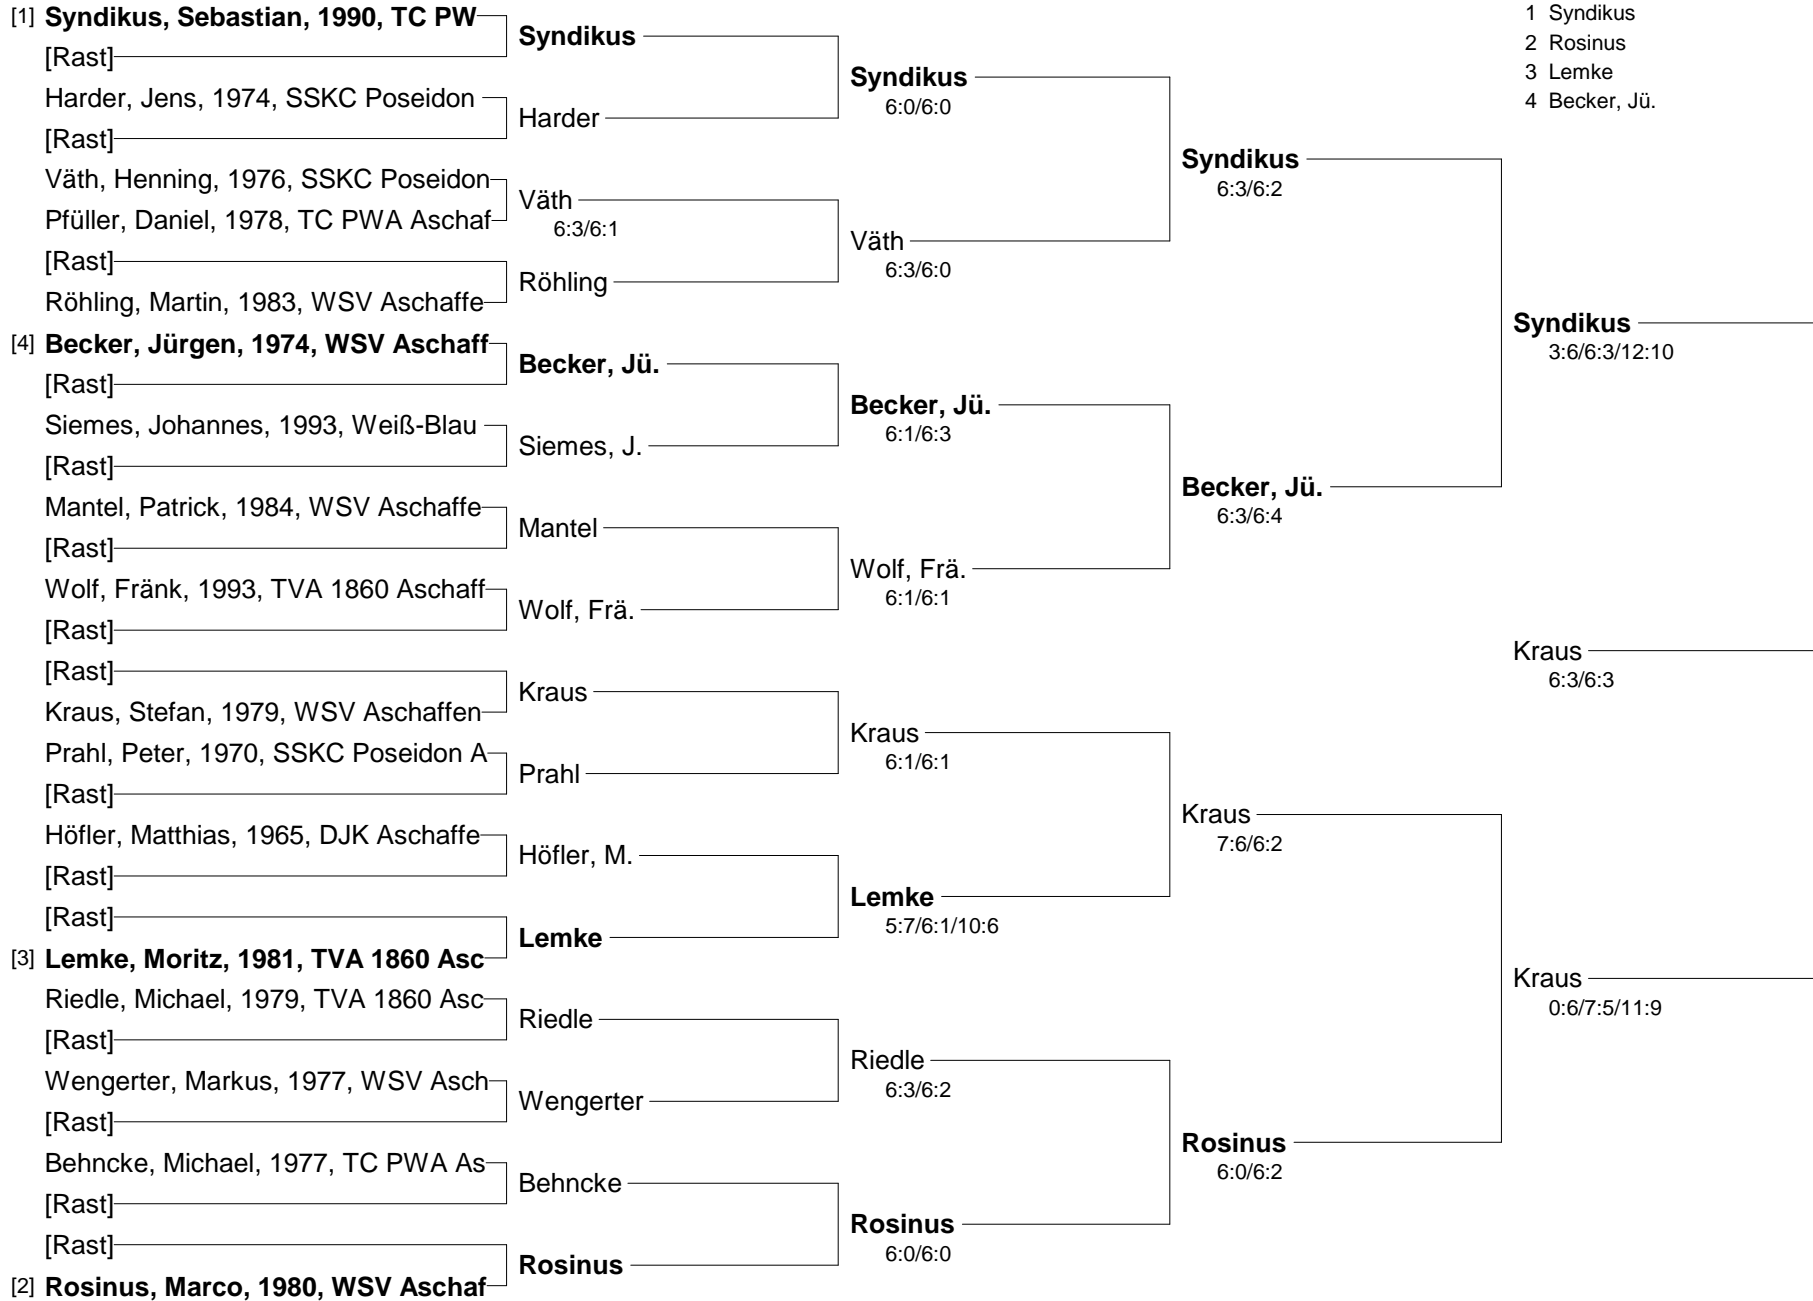 [1] Syndikus, Sebastian, 1990, TC PW
[Rast]
Harder, Jens, 1974, SSKC Poseidon
[Rast]
Väth, Henning, 1976, SSKC Poseidon
Pfüller, Daniel, 1978, TC PWA Aschaf
[Rast]
Röhling, Martin, 1983, WSV Aschaffe
[4] Becker, Jürgen, 1974, WSV Aschaff
[Rast]
Siemes, Johannes, 1993, Weiß-Blau
[Rast]
Mantel, Patrick, 1984, WSV Aschaffe
[Rast]
Wolf, Fränk, 1993, TVA 1860 Aschaff
[Rast]
[Rast]
Kraus, Stefan, 1979, WSV Aschaffen
Prahl, Peter, 1970, SSKC Poseidon A
[Rast]
Höfler, Matthias, 1965, DJK Aschaffe
[Rast]
[Rast]
[3] Lemke, Moritz, 1981, TVA 1860 Asc
Riedle, Michael, 1979, TVA 1860 Asc
[Rast]
Wengerter, Markus, 1977, WSV Asch
[Rast]
Behncke, Michael, 1977, TC PWA As
[Rast]
[Rast]
[2] Rosinus, Marco, 1980, WSV Aschaf
Syndikus
Harder
Väth
6:3/6:1
Röhling
Becker, Jü.
Siemes, J.
Mantel
Wolf, Frä.
Kraus
Prahl
Höfler, M.
Lemke
Riedle
Wengerter
Behncke
Rosinus
Syndikus
6:0/6:0
Väth
6:3/6:0
Becker, Jü.
6:1/6:3
Wolf, Frä.
6:1/6:1
Kraus
6:1/6:1
Lemke
5:7/6:1/10:6
Riedle
6:3/6:2
Rosinus
6:0/6:0
Syndikus
6:3/6:2
Becker, Jü.
6:3/6:4
Kraus
7:6/6:2
Rosinus
6:0/6:2
1 Syndikus
2 Rosinus
3 Lemke
4 Becker, Jü.
Syndikus
3:6/6:3/12:10
Kraus
6:3/6:3
Kraus
0:6/7:5/11:9